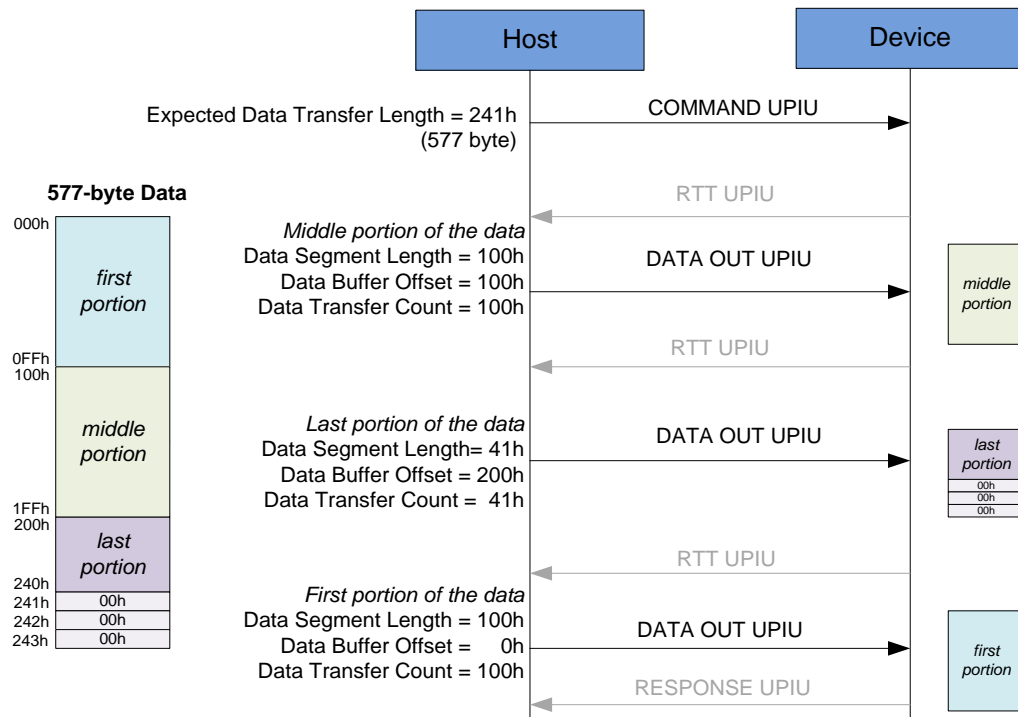 Host
Device
Expected Data Transfer Length = 241h
(577 byte)
COMMAND UPIU
577-byte Data
000h
first
portion
0FFh
100h
middle
portion
1FFh
200h
last
portion
240h
241h
00h
242h
00h
243h
00h
RTT UPIU
Middle portion of the data
Data Segment Length = 100h
Data Buffer Offset = 100h
Data Transfer Count = 100h
DATA OUT UPIU
middle
portion
RTT UPIU
Last portion of the data
Data Segment Length= 41h
Data Buffer Offset = 200h
Data Transfer Count = 41h
DATA OUT UPIU
last
portion
00h
00h
00h
RTT UPIU
First portion of the data
Data Segment Length = 100h
Data Buffer Offset = 0h
Data Transfer Count = 100h
DATA OUT UPIU
first
portion
RESPONSE UPIU